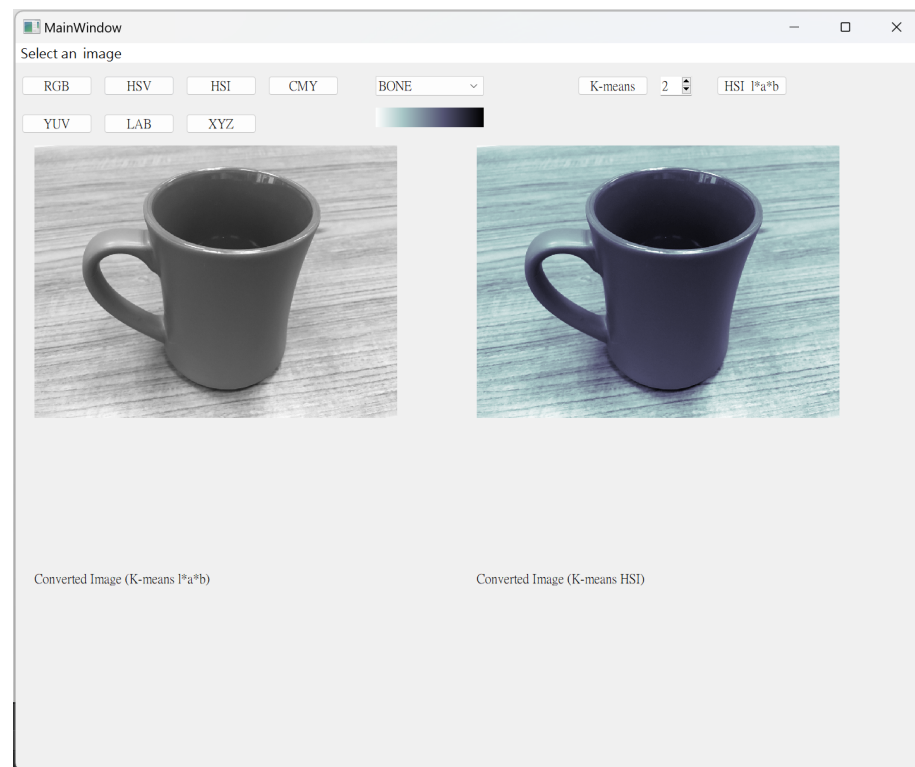 MainWindow
Select an image
RGB HSV HSI CMY BONE K-means 2 HSI l*a*b
YUV LAB XYZ
Converted Image (K-means l*a*b) Converted Image (K-means HSI)